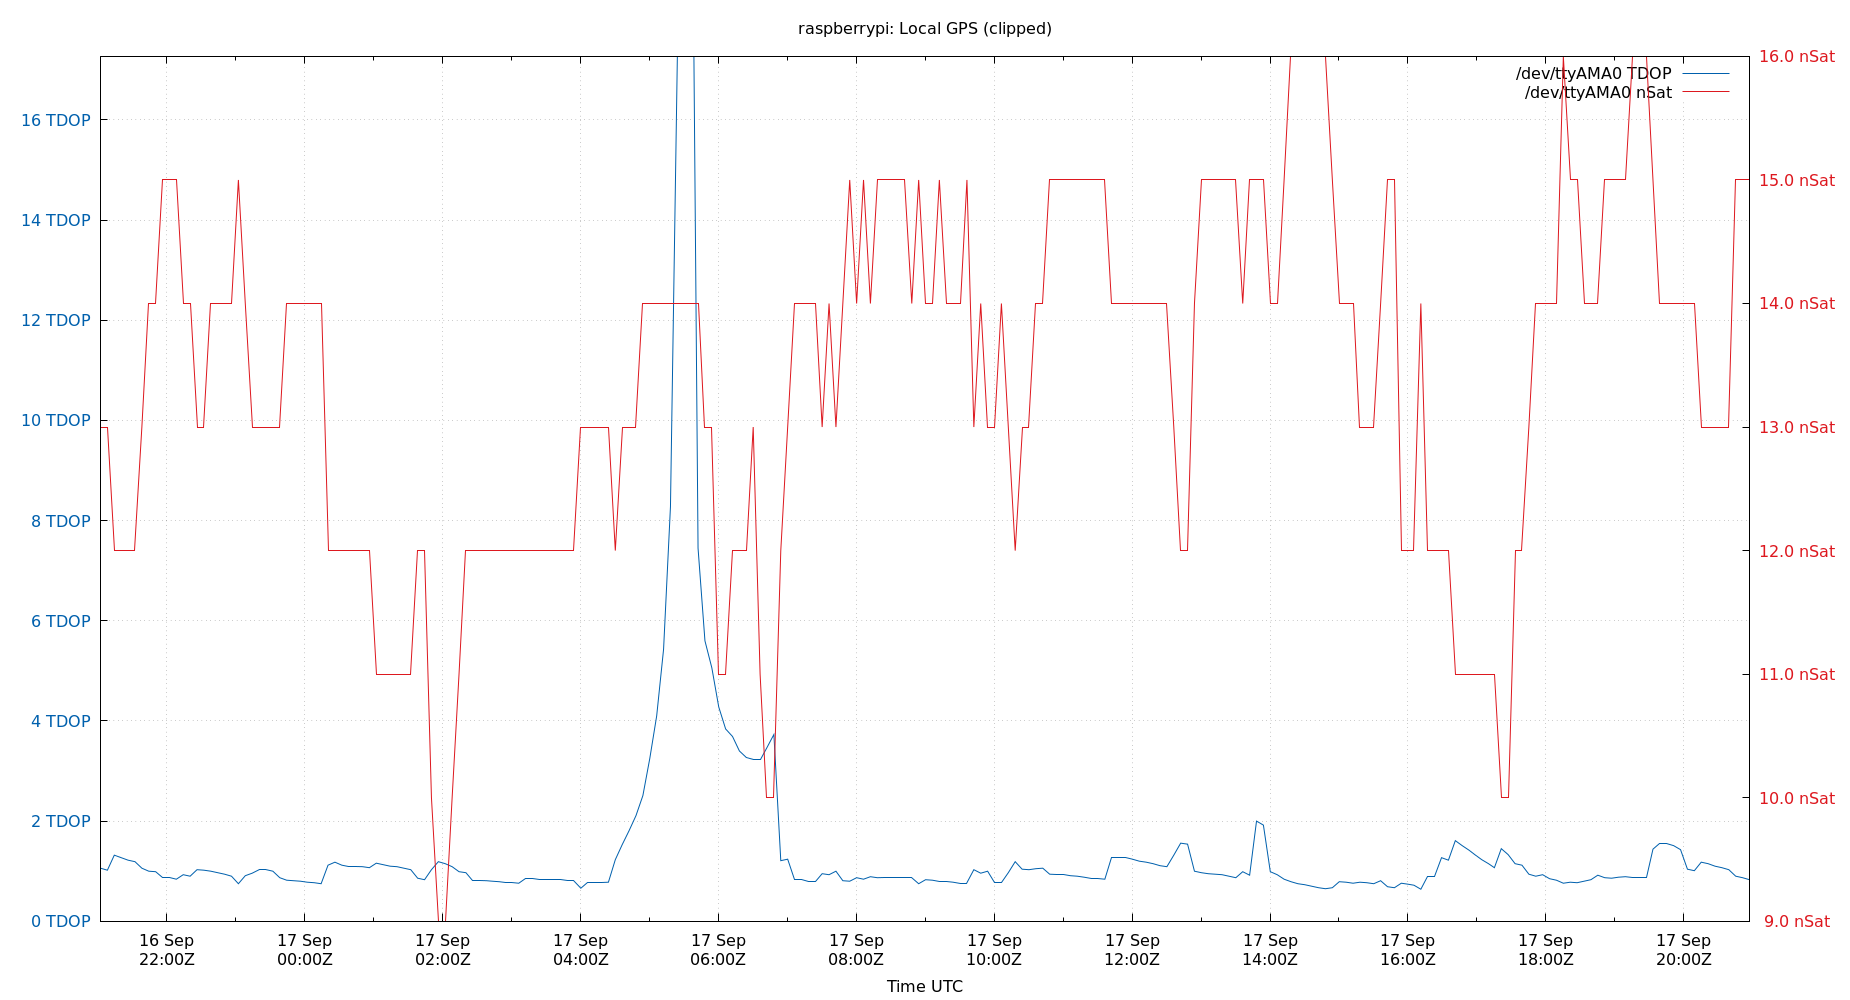 raspberrypi: Local GPS (clipped)
/dev/ttyAMA0 TDOP
/dev/ttyAMA0 nSat
16 TDOP
14 TDOP
12 TDOP
10 TDOP
8 TDOP
6 TDOP
4 TDOP
2 TDOP
0 TDOP
16.0 nSat
15.0 nSat
14.0 nSat
13.0 nSat
12.0 nSat
11.0 nSat
10.0 nSat
9.0 nSat
16 Sep
22:00Z
17 Sep
00:00Z
17 Sep
02:00Z
17 Sep
04:00Z
17 Sep
06:00Z
17 Sep
08:00Z
17 Sep
10:00Z
17 Sep
12:00Z
17 Sep
14:00Z
17 Sep
16:00Z
17 Sep
18:00Z
17 Sep
20:00Z
Time UTC